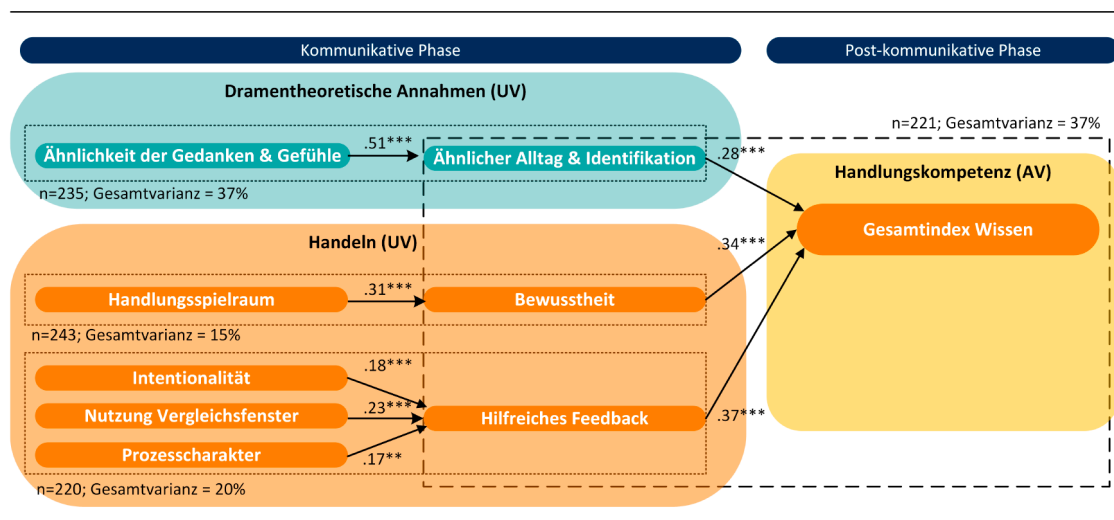 Kommunikative Phase
Post-kommunikative Phase
Dramentheoretische Annahmen (UV)
n=221; Gesamtvarianz = 37%
Ähnlichkeit der Gedanken & Gefühle
.51***
Ähnlicher Alltag & Identifikation
.28***
n=235; Gesamtvarianz = 37%
Handlungskompetenz (AV)
Gesamtindex Wissen
Handeln (UV)
.34***
Handlungsspielraum
.31***
Bewusstheit
n=243; Gesamtvarianz = 15%
Intentionalität
.18***
Nutzung Vergleichsfenster
.23***
Hilfreiches Feedback
.37***
Prozesscharakter
.17**
n=220; Gesamtvarianz = 20%